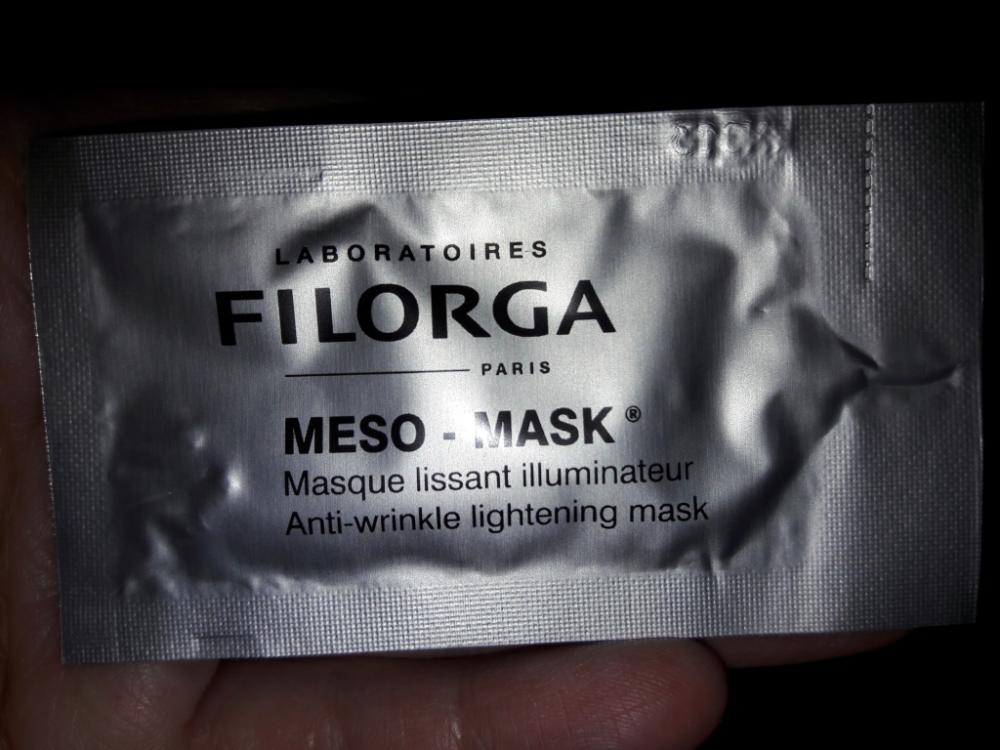 LABORATOIRES
FILORGA
PARIS
MESO - MASK®
Masque lissant illuminateur
Anti-wrinkle lightening mask